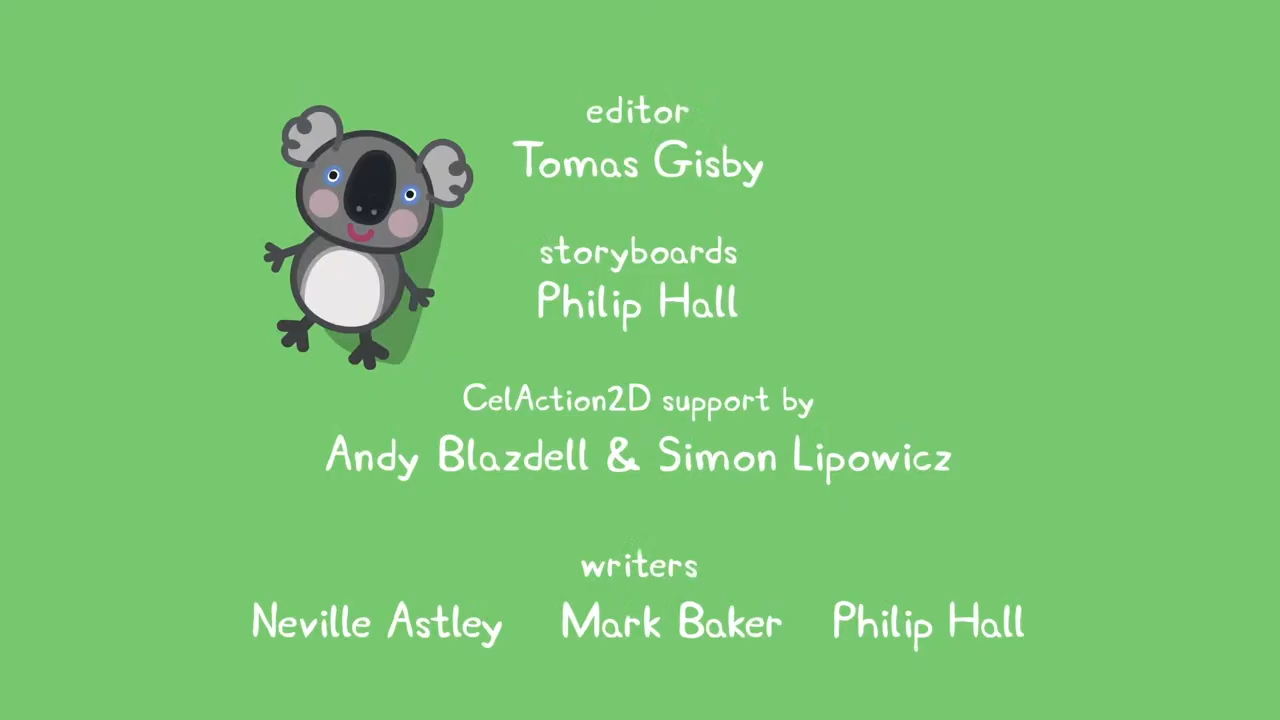 editor
Tomas Gisby
storyboards
Philip Hall
CelAction2D support by
Andy Blazdell & Simon Lipowicz
writers
Neville Astley Mark Baker Philip Hall